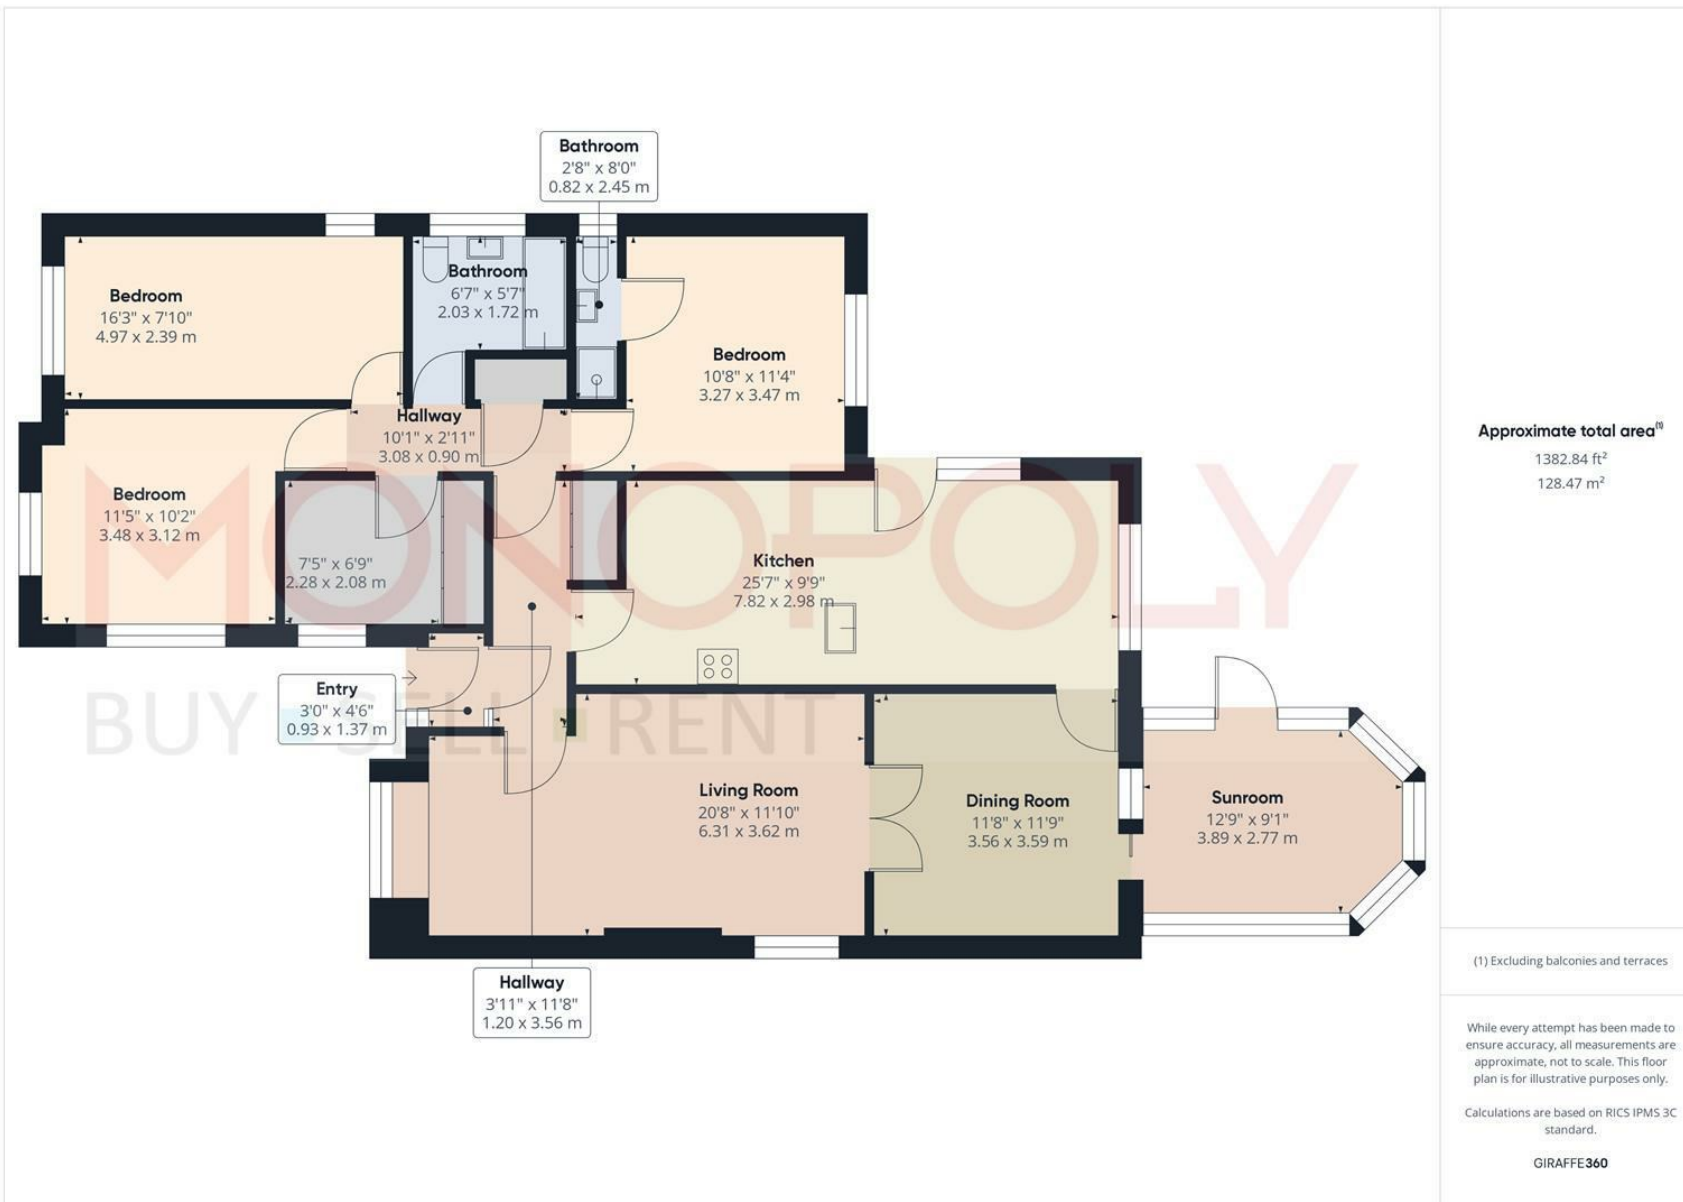 Bathroom
2'8" x 8'0"
0.82 x 2.45 m
Bedroom
16'3" x 7'10"
4.97 x 2.39 m
Bathroom
6'7" x 5'7"
2.03 x 1.72 m
Bedroom
10'8" x 11'4"
3.27 x 3.47 m
Hallway
10'1" x 2'11"
3.08 x 0.90 m
Bedroom
11'5" x 10'2"
3.48 x 3.12 m
7'5" x 6'9"
2.28 x 2.08 m
Kitchen
25'7" x 9'9"
7.82 x 2.98 m
MONOPOLY
BUY SELL RENT
Entry
3'0" x 4'6"
0.93 x 1.37 m
Living Room
20'8" x 11'10"
6.31 x 3.62 m
Dining Room
11'8" x 11'9"
3.56 x 3.59 m
Sunroom
12'9" x 9'1"
3.89 x 2.77 m
Hallway
3'11" x 11'8"
1.20 x 3.56 m
Approximate total area(1)
1382.84 ft²
128.47 m²
(1) Excluding balconies and terraces
While every attempt has been made to
ensure accuracy, all measurements are
approximate, not to scale. This floor
plan is for illustrative purposes only.
Calculations are based on RICS IPMS 3C
standard.
GIRAFFE360